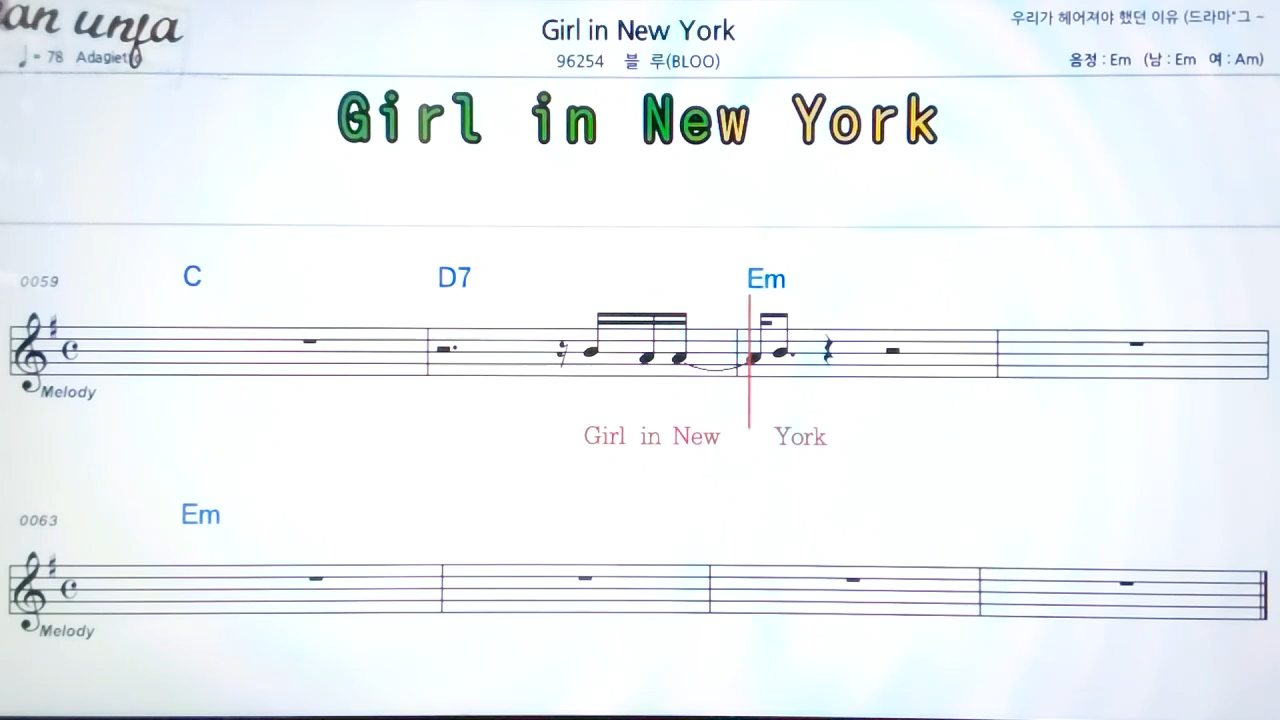 Girl in New York
우리가 헤어져야 했던 이유 (드라마"그 ~
♩= 78 Adagiet
96254 블 루(BLOO)
음정 : Em (남 : Em 여 : Am)
Girl in New York
0059 C D7 Em
Melody
Girl in New York
0063 Em
Melody